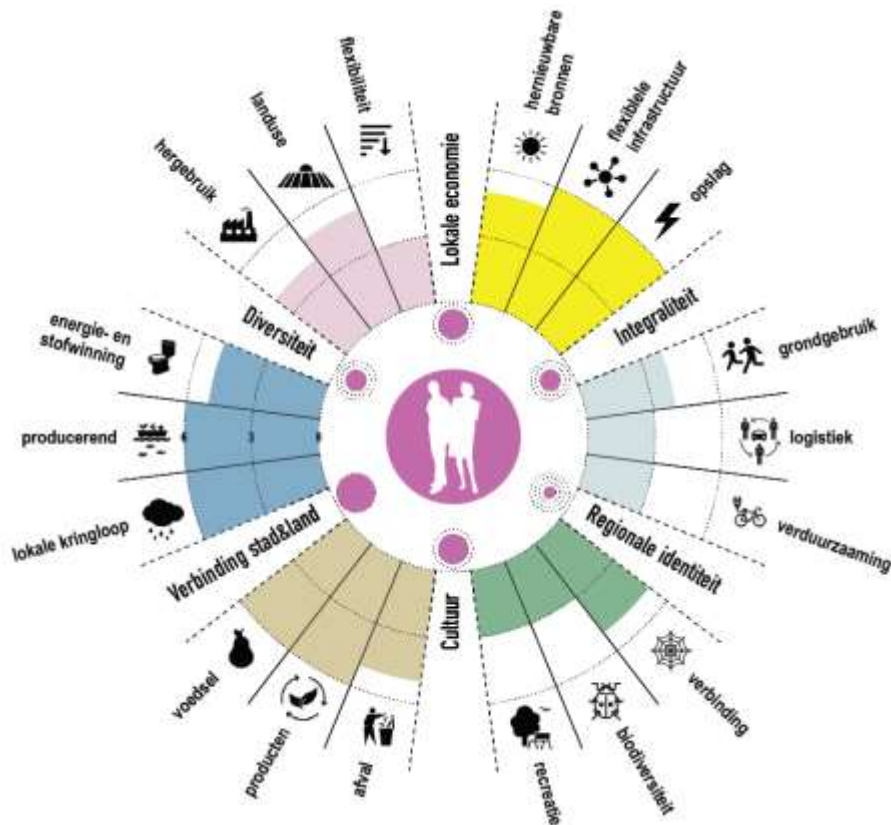 hernieuwbare
bronnen
flexibele
infrastructuur
opslag
Integraliteit
grondgebruik
logistiek
verduurzaaming
Regionale identiteit
verbinding
biodiversiteit
recreatie
Cultuur
afval
producten
voedsel
Verbinding stad&land
lokale kringloop
producerend
energie- en
stofwinning
Diversiteit
hergebruik
landuse
flexibiliteit
Lokale economie